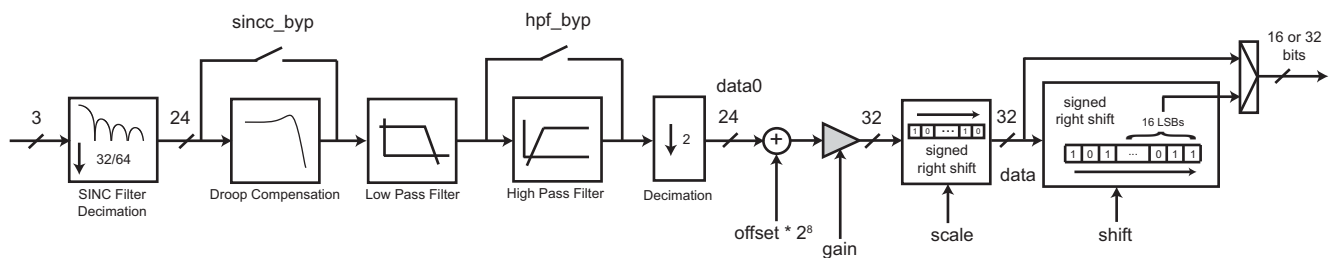 sincc_byp
hpf_byp
3
32/64
SINC Filter
Decimation
24
Droop Compensation
Low Pass Filter
High Pass Filter
2
Decimation
data0
24
+
offset * 2⁸
gain
32
1 0 ··· 1 0
signed
right shift
scale
32
data
signed
right shift
16 LSBs
1 0 1 ... 0 1 1
shift
16 or 32
bits